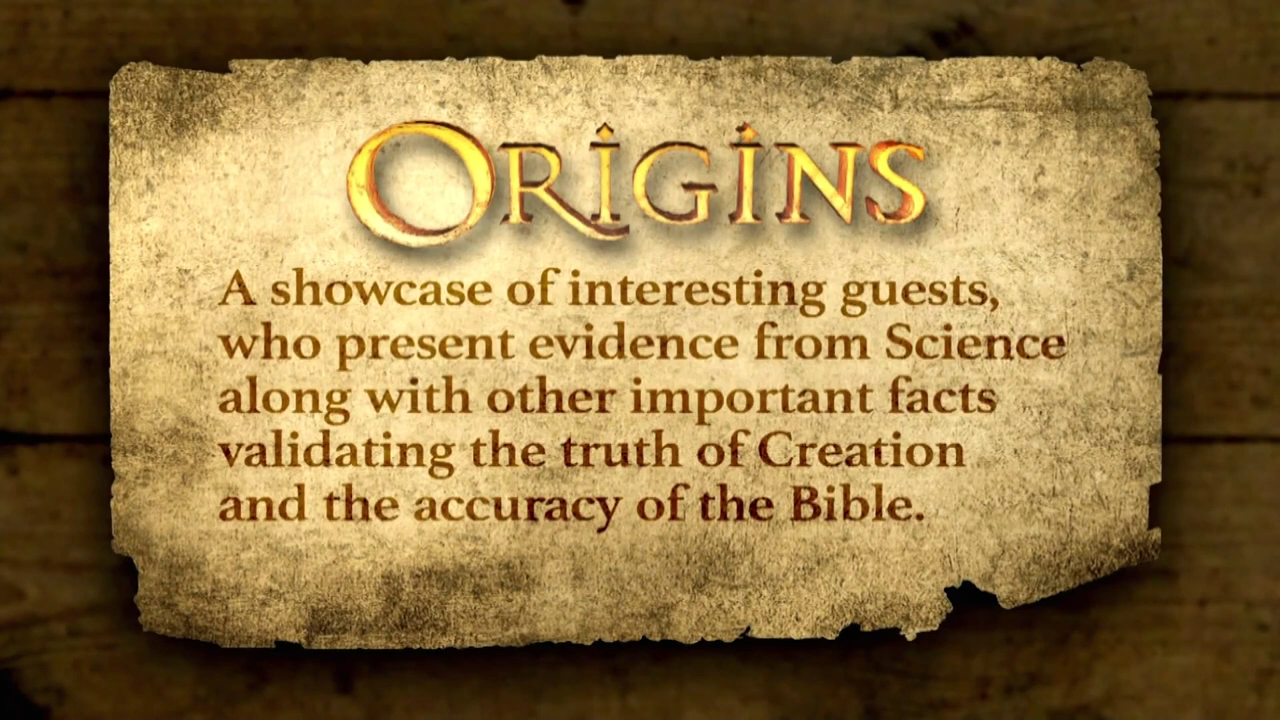 Origins
A showcase of interesting guests,
who present evidence from Science
along with other important facts
validating the truth of Creation
and the accuracy of the Bible.